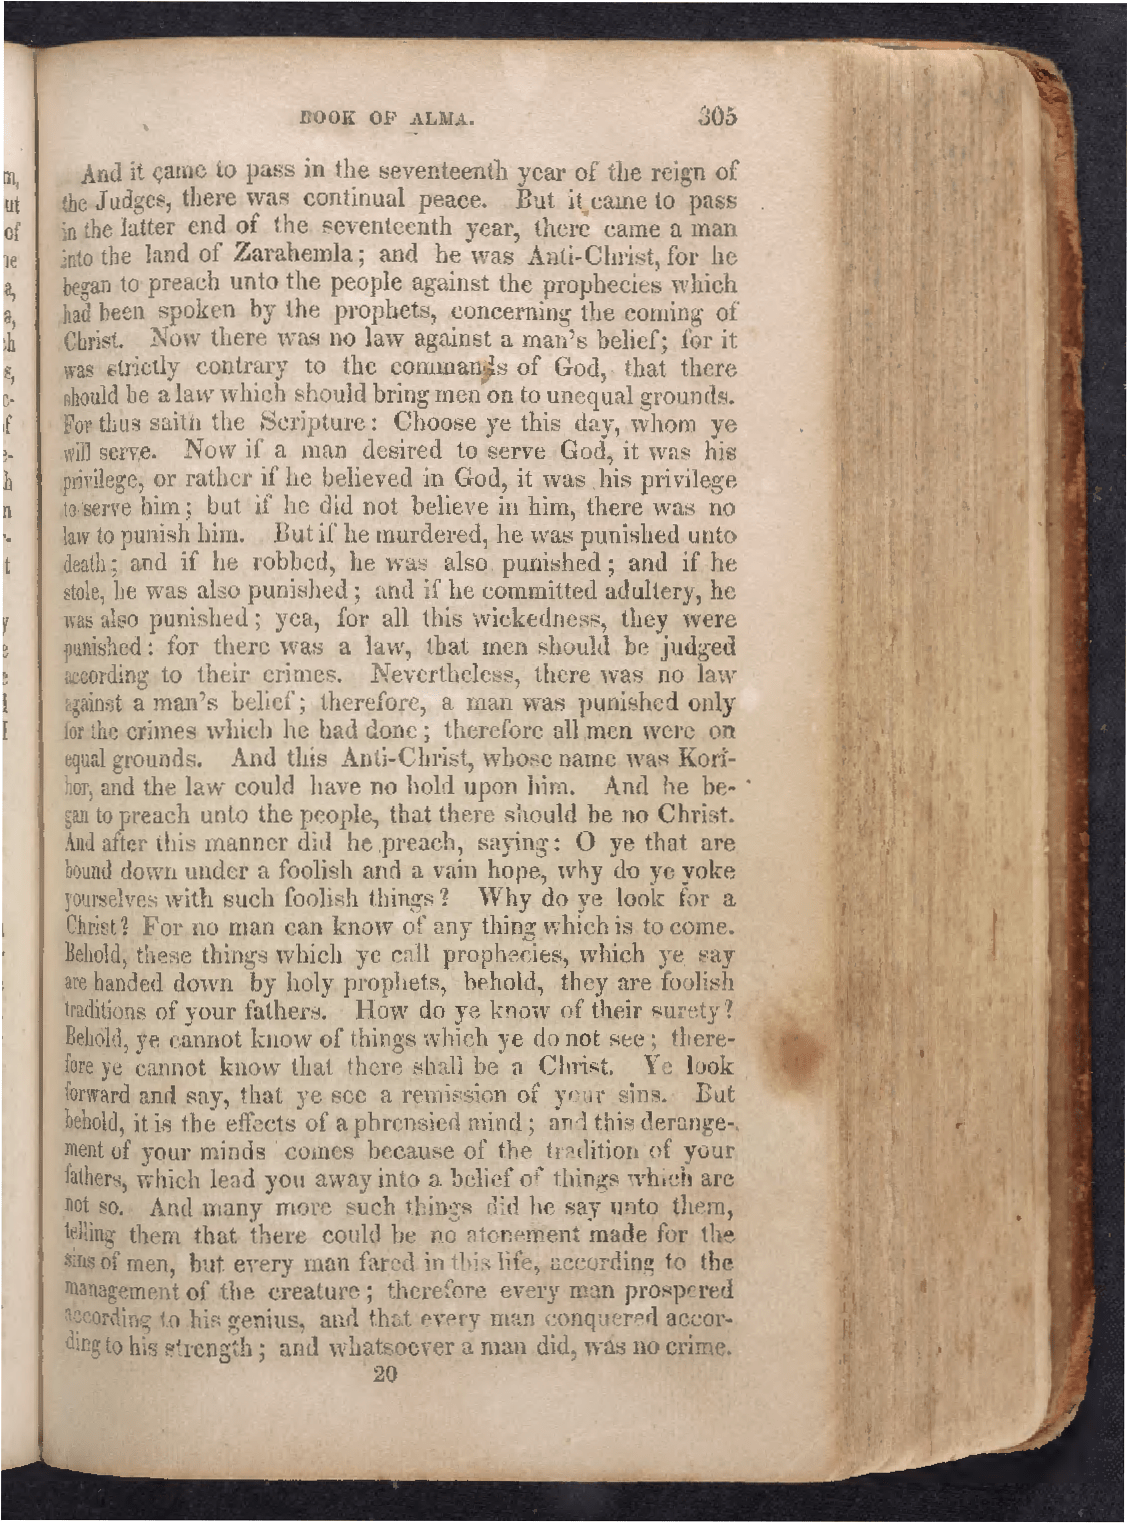 BOOK OF ALMA. 305
And it came to pass in the seventeenth year of the reign of
the Judges, there was continual peace. But it came to pass
in the latter end of the seventeenth year, there came a man
into the land of Zarahemla; and he was Anti-Christ, for he
began to preach unto the people against the prophecies which
had been spoken by the prophets, concerning the coming of
Christ. Now there was no law against a man's belief; for it
was strictly contrary to the commands of God, that there
should be a law which should bring men on to unequal grounds.
For thus saith the Scripture: Choose ye this day, whom ye
will serve. Now if a man desired to serve God, it was his
privilege, or rather if he believed in God, it was his privilege
to serve him; but if he did not believe in him, there was no
law to punish him. But if he murdered, he was punished unto
death; and if he robbed, he was also punished; and if he
stole, he was also punished; and if he committed adultery, he
was also punished; yea, for all this wickedness, they were
punished: for there was a law, that men should be judged
according to their crimes. Nevertheless, there was no law
against a man's belief; therefore, a man was punished only
for the crimes which he had done; therefore all men were on
equal grounds. And this Anti-Christ, whose name was Kori-
hor, and the law could have no hold upon him. And he be-
gan to preach unto the people, that there should be no Christ.
And after this manner did he preach, saying: O ye that are
bound down under a foolish and a vain hope, why do ye yoke
yourselves with such foolish things? Why do ye look for a
Christ? For no man can know of any thing which is to come.
Behold, these things which ye call prophecies, which ye say
are handed down by holy prophets, behold, they are foolish
traditions of your fathers. How do ye know of their surety?
Behold, ye cannot know of things which ye do not see; there-
fore ye cannot know that there shall be a Christ. Ye look
forward and say, that ye see a remission of your sins. But
behold, it is the effects of a phrensied mind; and this derange-
ment of your minds comes because of the tradition of your
fathers, which lead you away into a belief of things which are
not so. And many more such things did he say unto them,
telling them that there could be no atonement made for the
sins of men, but every man fared in this life, according to the
management of the creature; therefore every man prospered
according to his genius, and that every man conquered accor-
ding to his strength; and whatsoever a man did, was no crime.
20